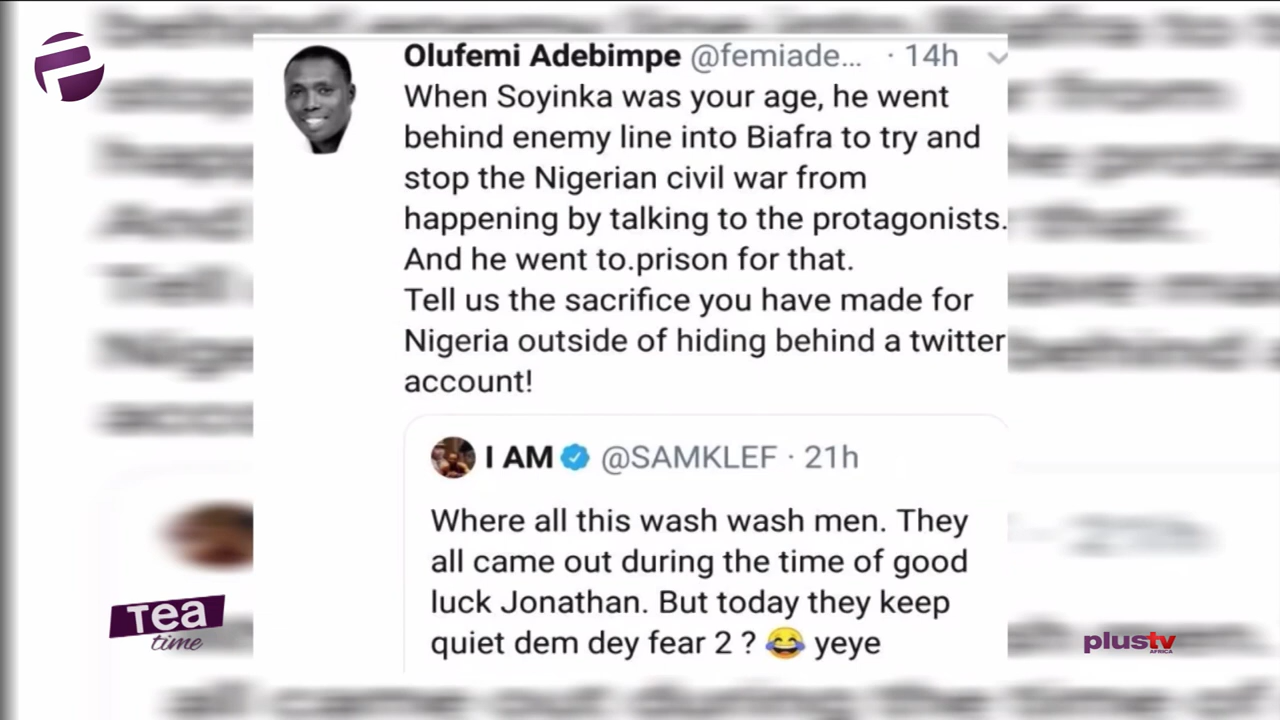 Olufemi Adebimpe @femiade... · 14h
When Soyinka was your age, he went
behind enemy line into Biafra to try and
stop the Nigerian civil war from
happening by talking to the protagonists.
And he went to.prison for that.
Tell us the sacrifice you have made for
Nigeria outside of hiding behind a twitter
account!
I AM @SAMKLEF · 21h
Where all this wash wash men. They
all came out during the time of good
luck Jonathan. But today they keep
quiet dem dey fear 2 ? 😂 yeye
Tea
time
plustv
AFRICA